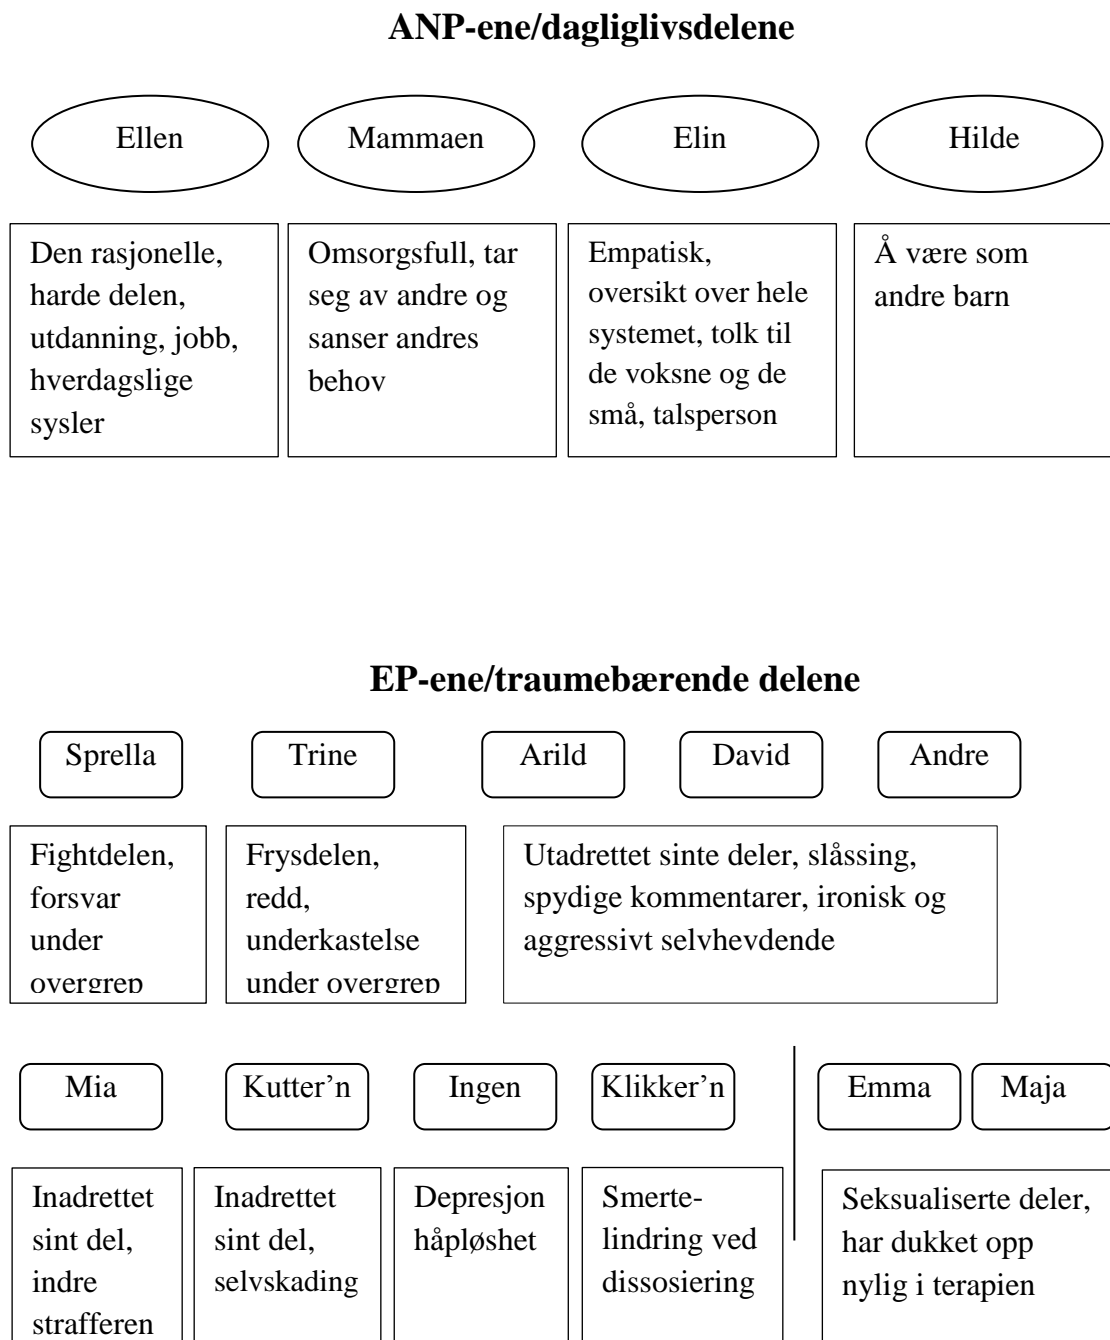 ANP-ene/dagliglivsdelene
Ellen
Mammaen
Elin
Hilde
Den rasjonelle,
harde delen,
utdanning, jobb,
hverdagslige
sysler
Omsorgsfull, tar
seg av andre og
sanser andres
behov
Empatisk,
oversikt over hele
systemet, tolk til
de voksne og de
små, talsperson
Å være som
andre barn
EP-ene/traumebærende delene
Sprella
Trine
Arild
David
Andre
Fightdelen,
forsvar
under
overgrep
Frysdelen,
redd,
underkastelse
under overgrep
Utadrettet sinte deler, slåssing,
spydige kommentarer, ironisk og
aggressivt selvhevdende
Mia
Kutter’n
Ingen
Klikker’n
Emma
Maja
Inadrettet
sint del,
indre
strafferen
Inadrettet
sint del,
selvskading
Depresjon
håpløshet
Smerte-
lindring ved
dissosiering
Seksualiserte deler,
har dukket opp
nylig i terapien